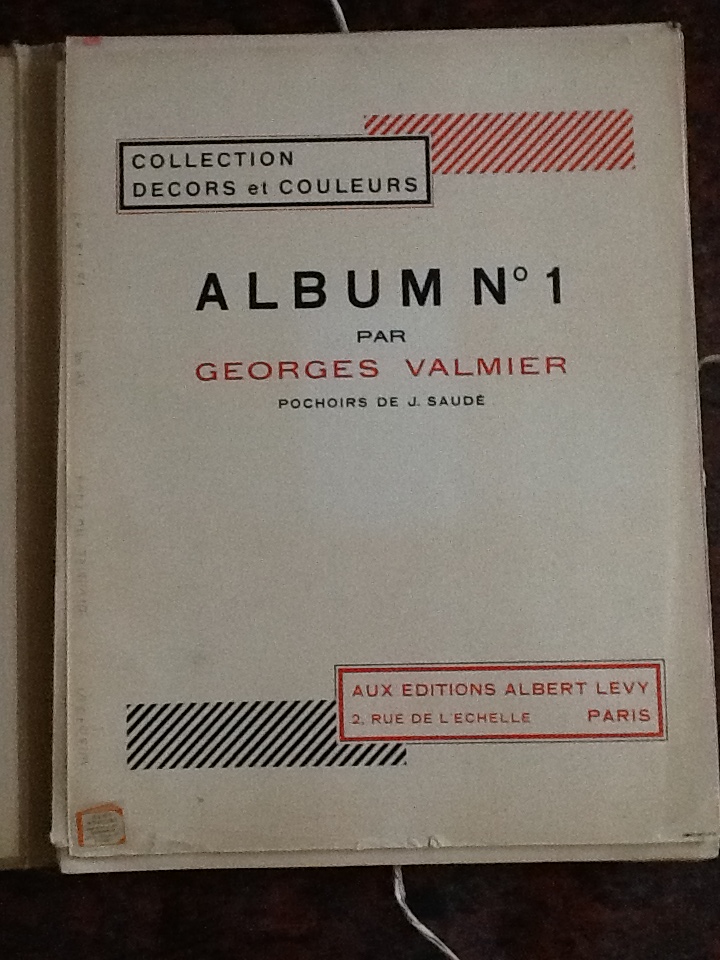 COLLECTION
DECORS et COULEURS
ALBUM Nº 1
PAR
GEORGES VALMIER
POCHOIRS DE J. SAUDÉ
AUX EDITIONS ALBERT LEVY
2, RUE DE L'ECHELLE PARIS